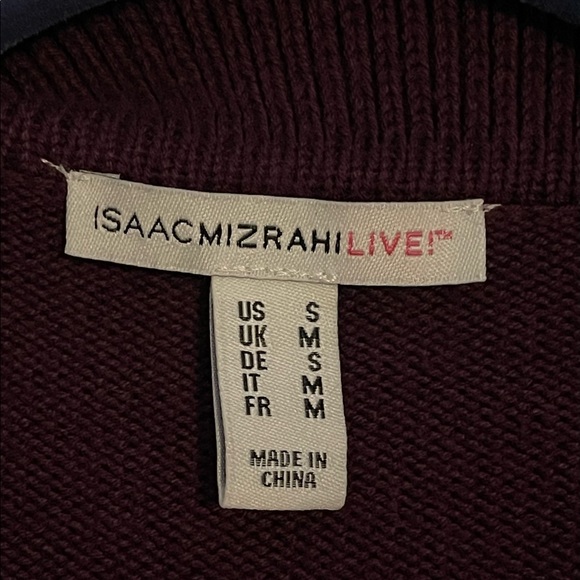 ISAACMIZRAHILIVE!™
US S
UK M
DE S
IT M
FR M
MADE IN
CHINA